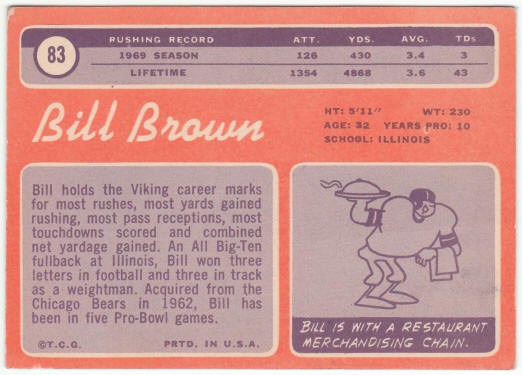 83
RUSHING RECORD ATT. YDS. AVG. TDs
1969 SEASON 126 430 3.4 3
LIFETIME 1354 4868 3.6 43
Bill Brown
HT: 5'11" WT: 230
AGE: 32 YEARS PRO: 10
SCHOOL: ILLINOIS
Bill holds the Viking career marks
for most rushes, most yards gained
rushing, most pass receptions, most
touchdowns scored and combined
net yardage gained. An All Big-Ten
fullback at Illinois, Bill won three
letters in football and three in track
as a weightman. Acquired from the
Chicago Bears in 1962, Bill has
been in five Pro-Bowl games.
©T.C.G. PRTD. IN U.S.A.
BILL IS WITH A RESTAURANT
MERCHANDISING CHAIN.